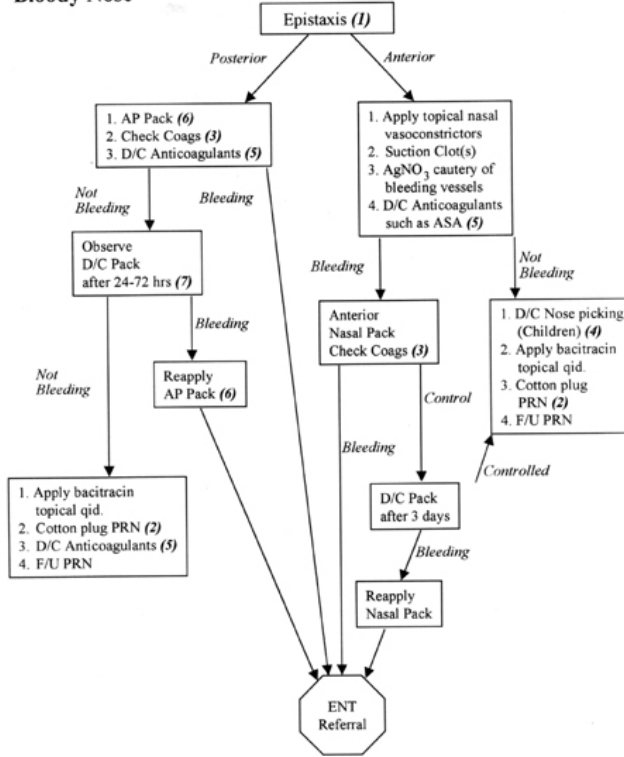 Bloody Nose
Epistaxis (1)
Posterior
Anterior
1. AP Pack (6)
2. Check Coags (3)
3. D/C Anticoagulants (5)
1. Apply topical nasal
vasoconstrictors
2. Suction Clot(s)
3. AgNO3 cautery of
bleeding vessels
4. D/C Anticoagulants
such as ASA (5)
Not
Bleeding
Bleeding
Observe
D/C Pack
after 24-72 hrs (7)
Bleeding
Not
Bleeding
Anterior
Nasal Pack
Check Coags (3)
1. D/C Nose picking
(Children) (4)
2. Apply bacitracin
topical qid.
3. Cotton plug
PRN (2)
4. F/U PRN
Bleeding
Not
Bleeding
Reapply
AP Pack (6)
Control
Bleeding
Controlled
1. Apply bacitracin
topical qid.
2. Cotton plug PRN (2)
3. D/C Anticoagulants (5)
4. F/U PRN
D/C Pack
after 3 days
Bleeding
Reapply
Nasal Pack
ENT
Referral